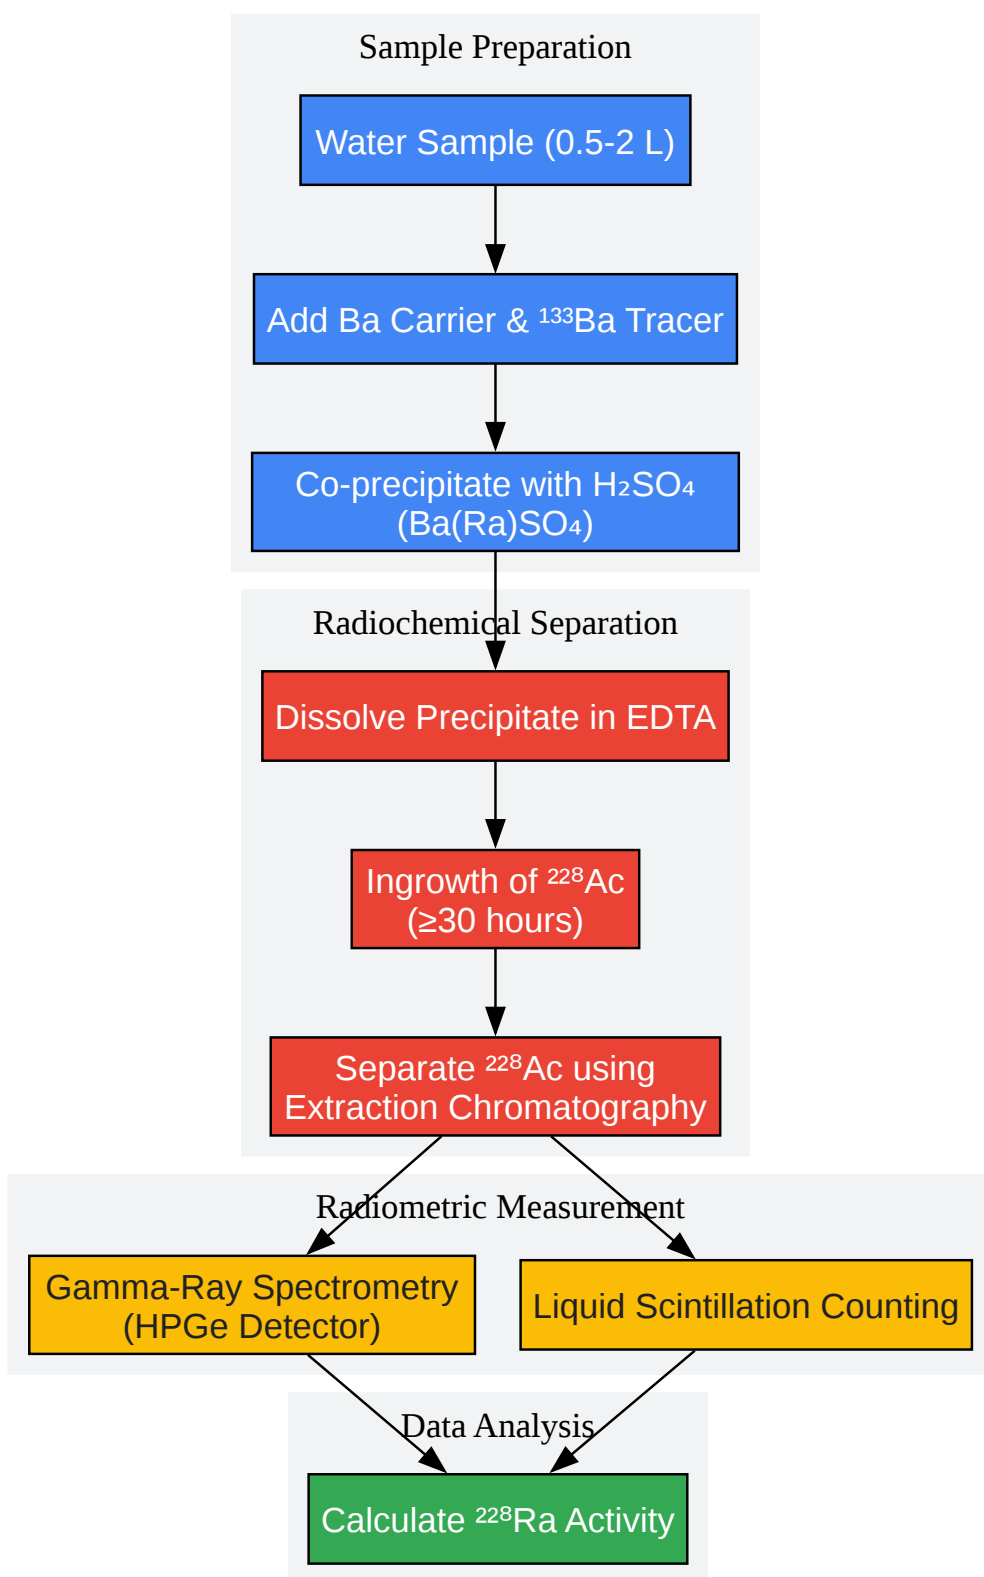 Sample Preparation
Water Sample (0.5-2 L)
Add Ba Carrier & ¹³³Ba Tracer
Co-precipitate with H₂SO₄
(Ba(Ra)SO₄)
Radiochemical Separation
Dissolve Precipitate in EDTA
Ingrowth of ²²⁸Ac
(≥30 hours)
Separate ²²⁸Ac using
Extraction Chromatography
Radiometric Measurement
Gamma-Ray Spectrometry
(HPGe Detector)
Liquid Scintillation Counting
Data Analysis
Calculate ²²⁸Ra Activity